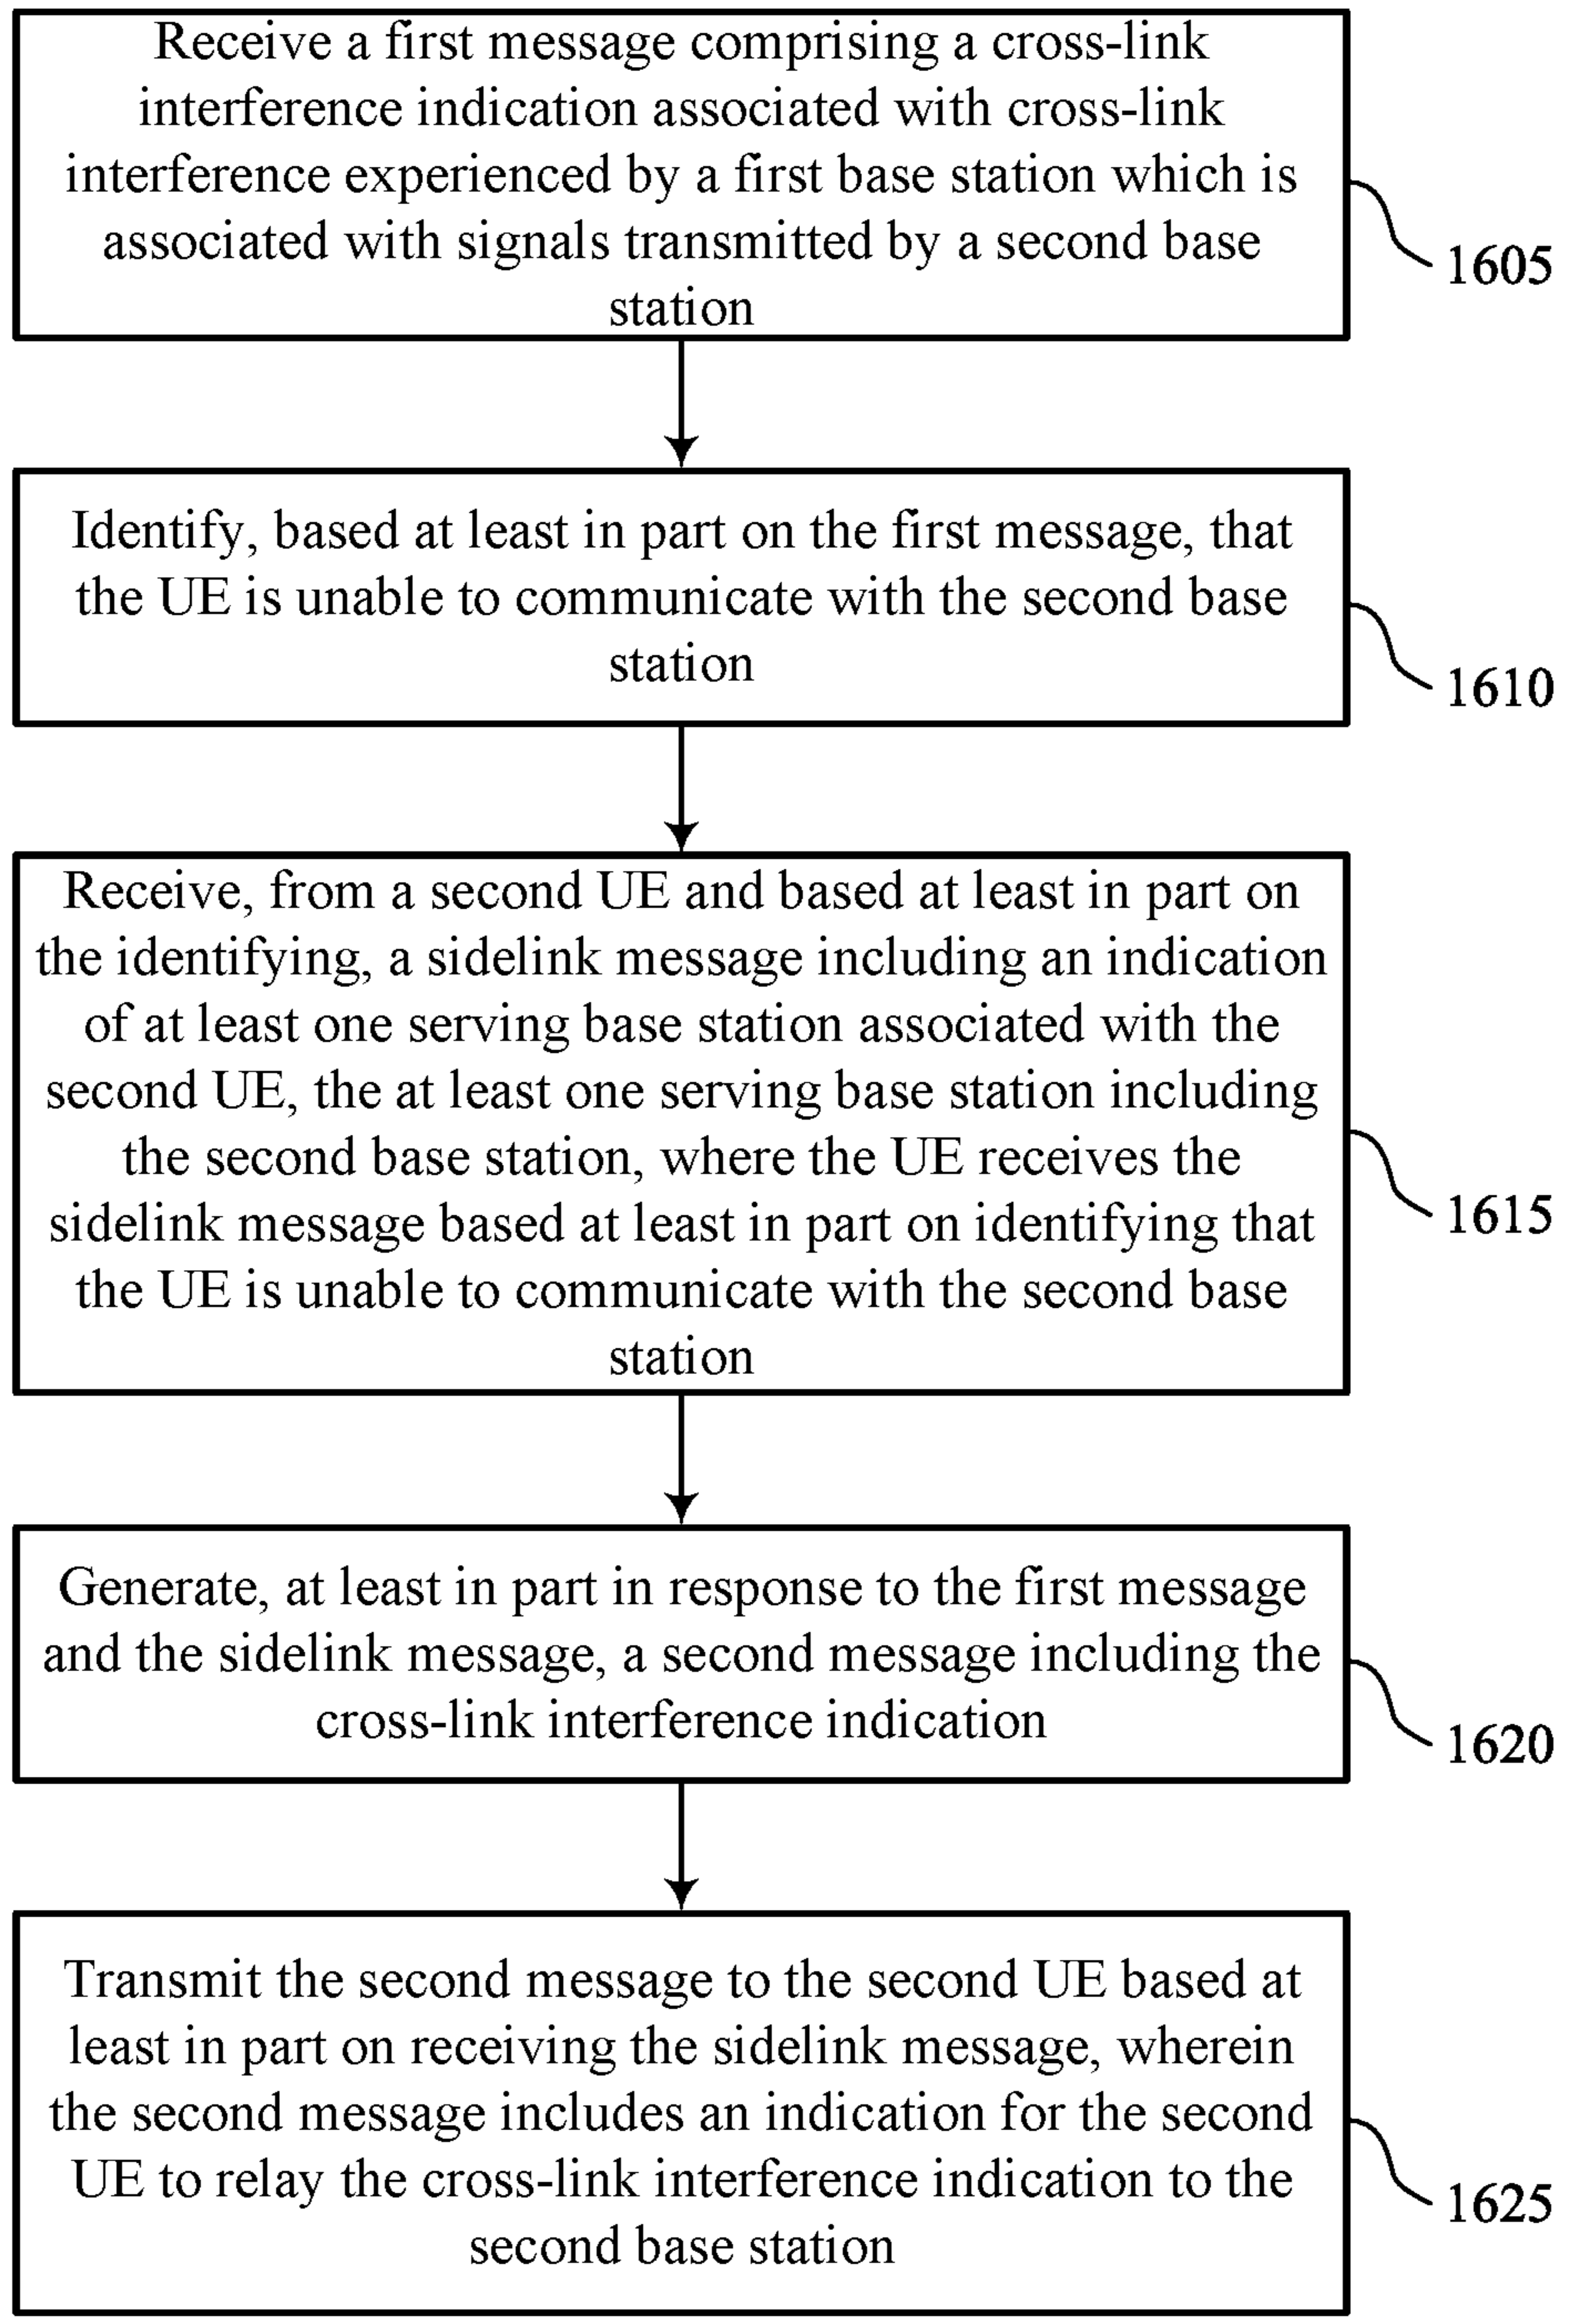 Receive a first message comprising a cross-link
interference indication associated with cross-link
interference experienced by a first base station which is
associated with signals transmitted by a second base
station
1605
Identify, based at least in part on the first message, that
the UE is unable to communicate with the second base
station
1610
Receive, from a second UE and based at least in part on
the identifying, a sidelink message including an indication
of at least one serving base station associated with the
second UE, the at least one serving base station including
the second base station, where the UE receives the
sidelink message based at least in part on identifying that
the UE is unable to communicate with the second base
station
1615
Generate, at least in part in response to the first message
and the sidelink message, a second message including the
cross-link interference indication
1620
Transmit the second message to the second UE based at
least in part on receiving the sidelink message, wherein
the second message includes an indication for the second
UE to relay the cross-link interference indication to the
second base station
1625